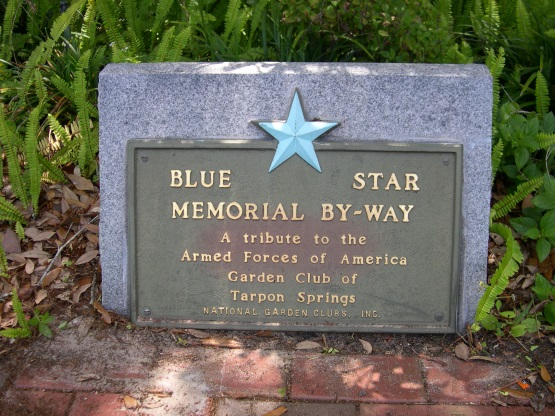 BLUE STAR
MEMORIAL BY-WAY
A tribute to the
Armed Forces of America
Garden Club of
Tarpon Springs
NATIONAL GARDEN CLUBS, INC.